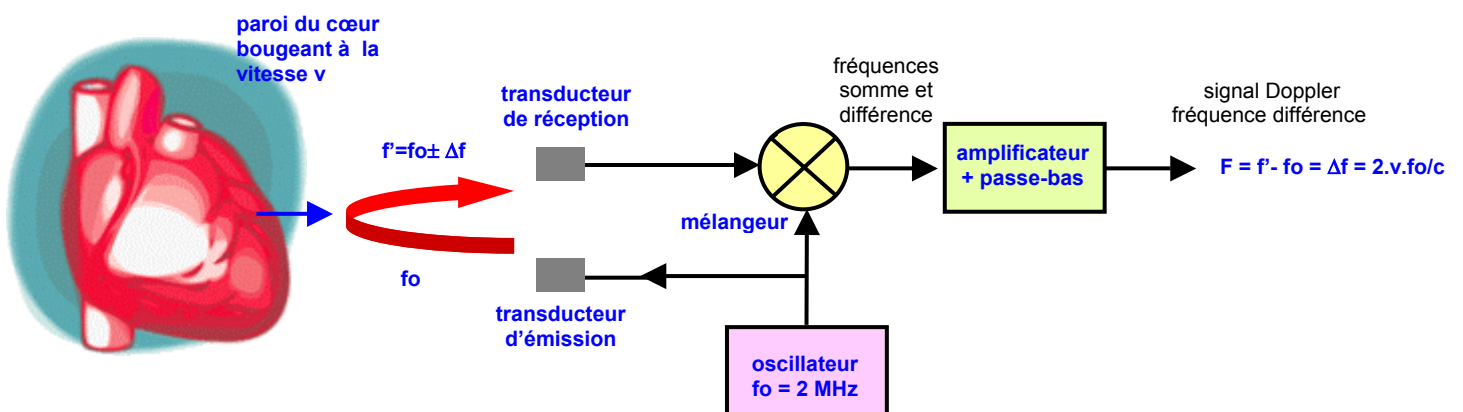 paroi du cœur
bougeant à la
vitesse v
transducteur
de réception
f'=fo± Δf
fo
transducteur
d'émission
mélangeur
oscillateur
fo = 2 MHz
fréquences
somme et
différence
amplificateur
+ passe-bas
signal Doppler
fréquence différence
F = f'- fo = Δf = 2.v.fo/c